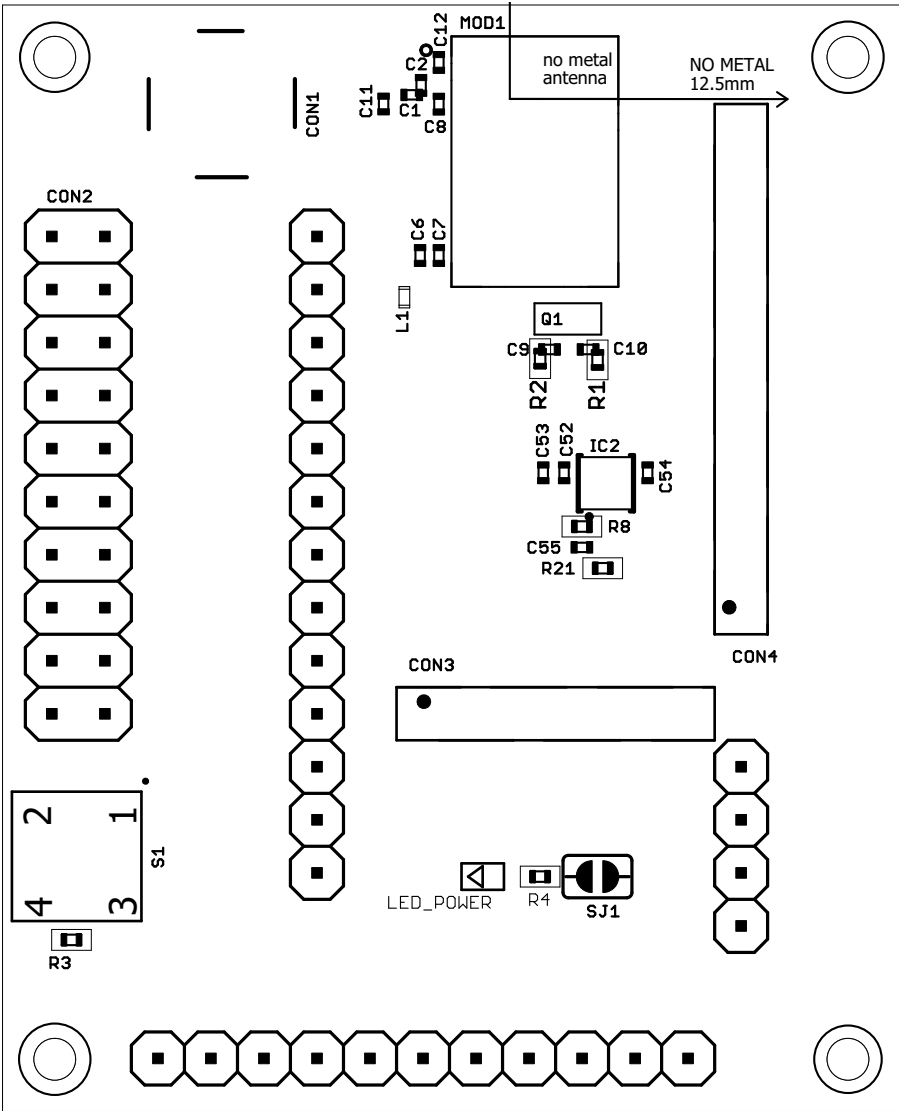 MOD1
C12
C2
no metal
antenna
NO METAL
12.5mm
CON1
C11
C1
C8
CON2
C6
C7
L1
Q1
C9
C10
R2
R1
C53
C52
IC2
C54
R8
C55
R21
CON3
CON4
2
1
S1
4
3
LED_POWER
R4
SJ1
R3